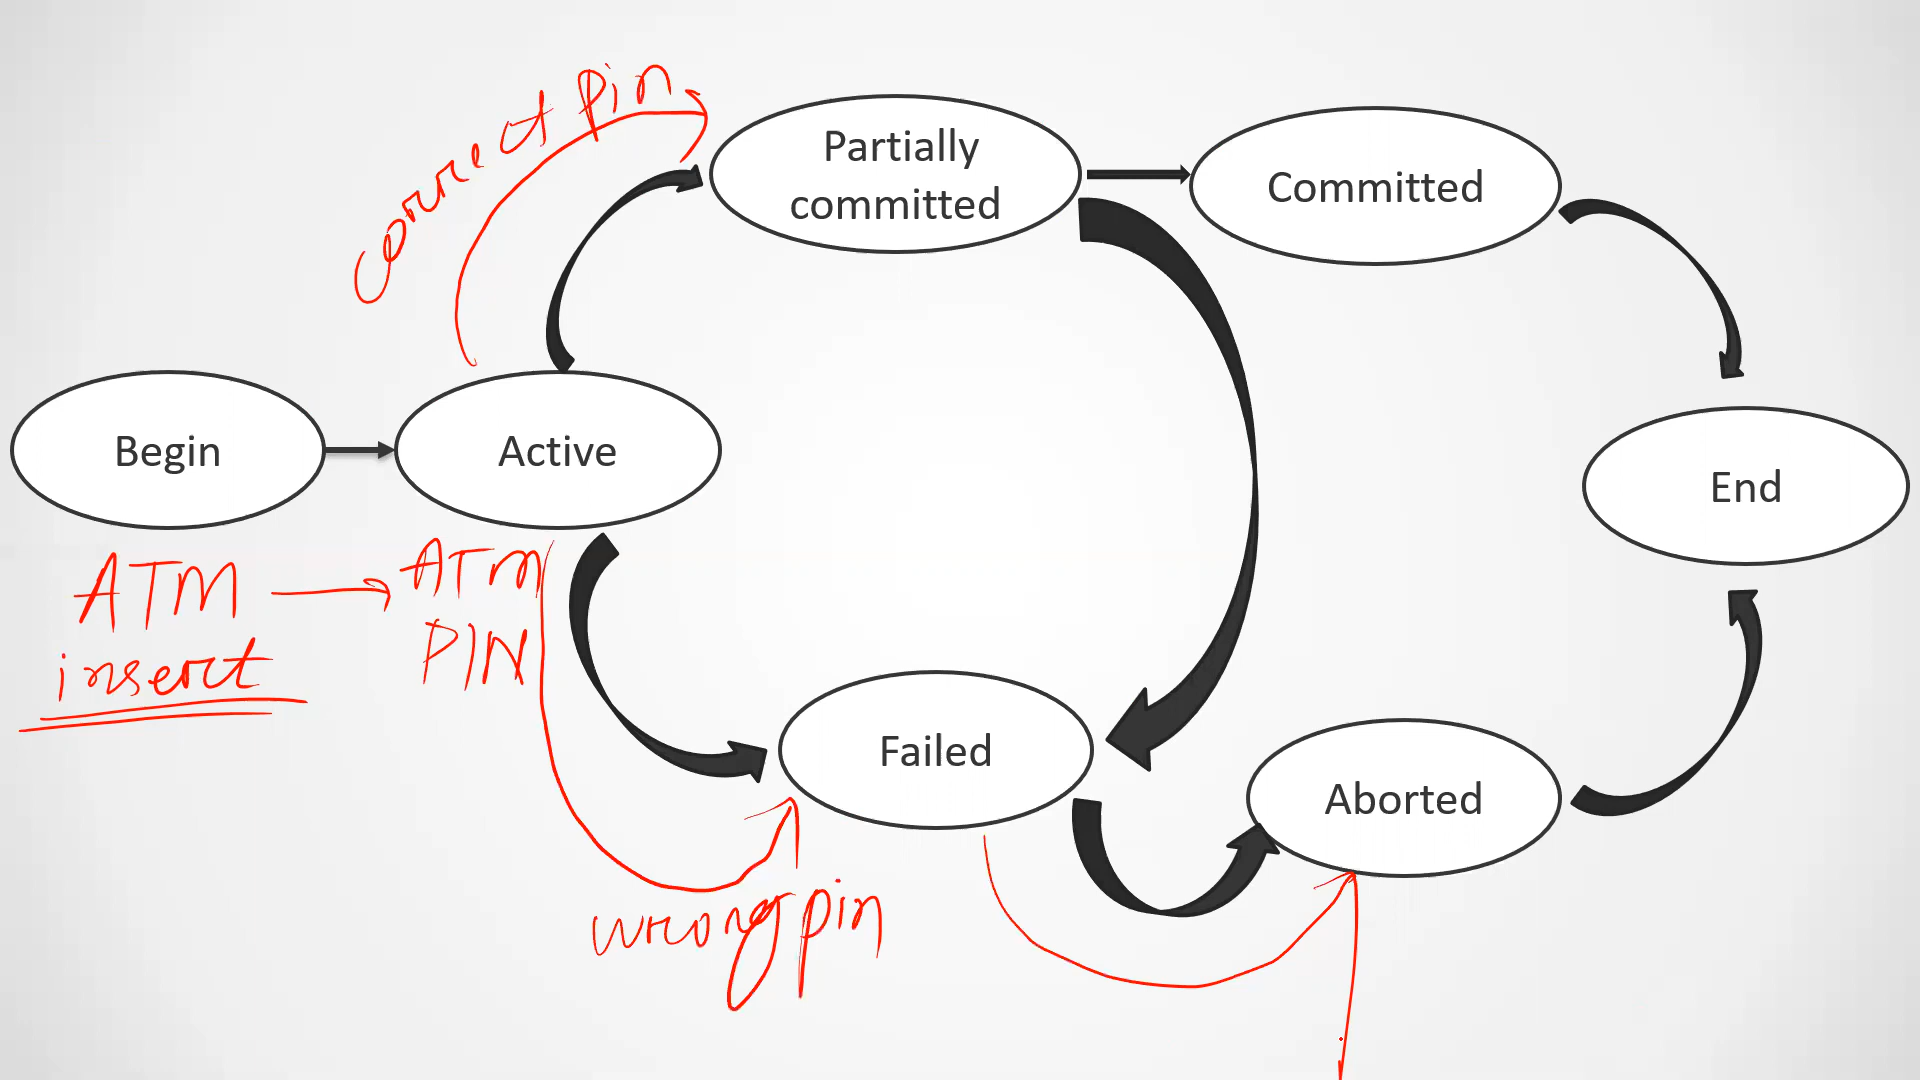 correct pin
Partially
committed
Committed
Begin
Active
End
ATM
insert
ATM
PIN
Failed
Aborted
wrong pin